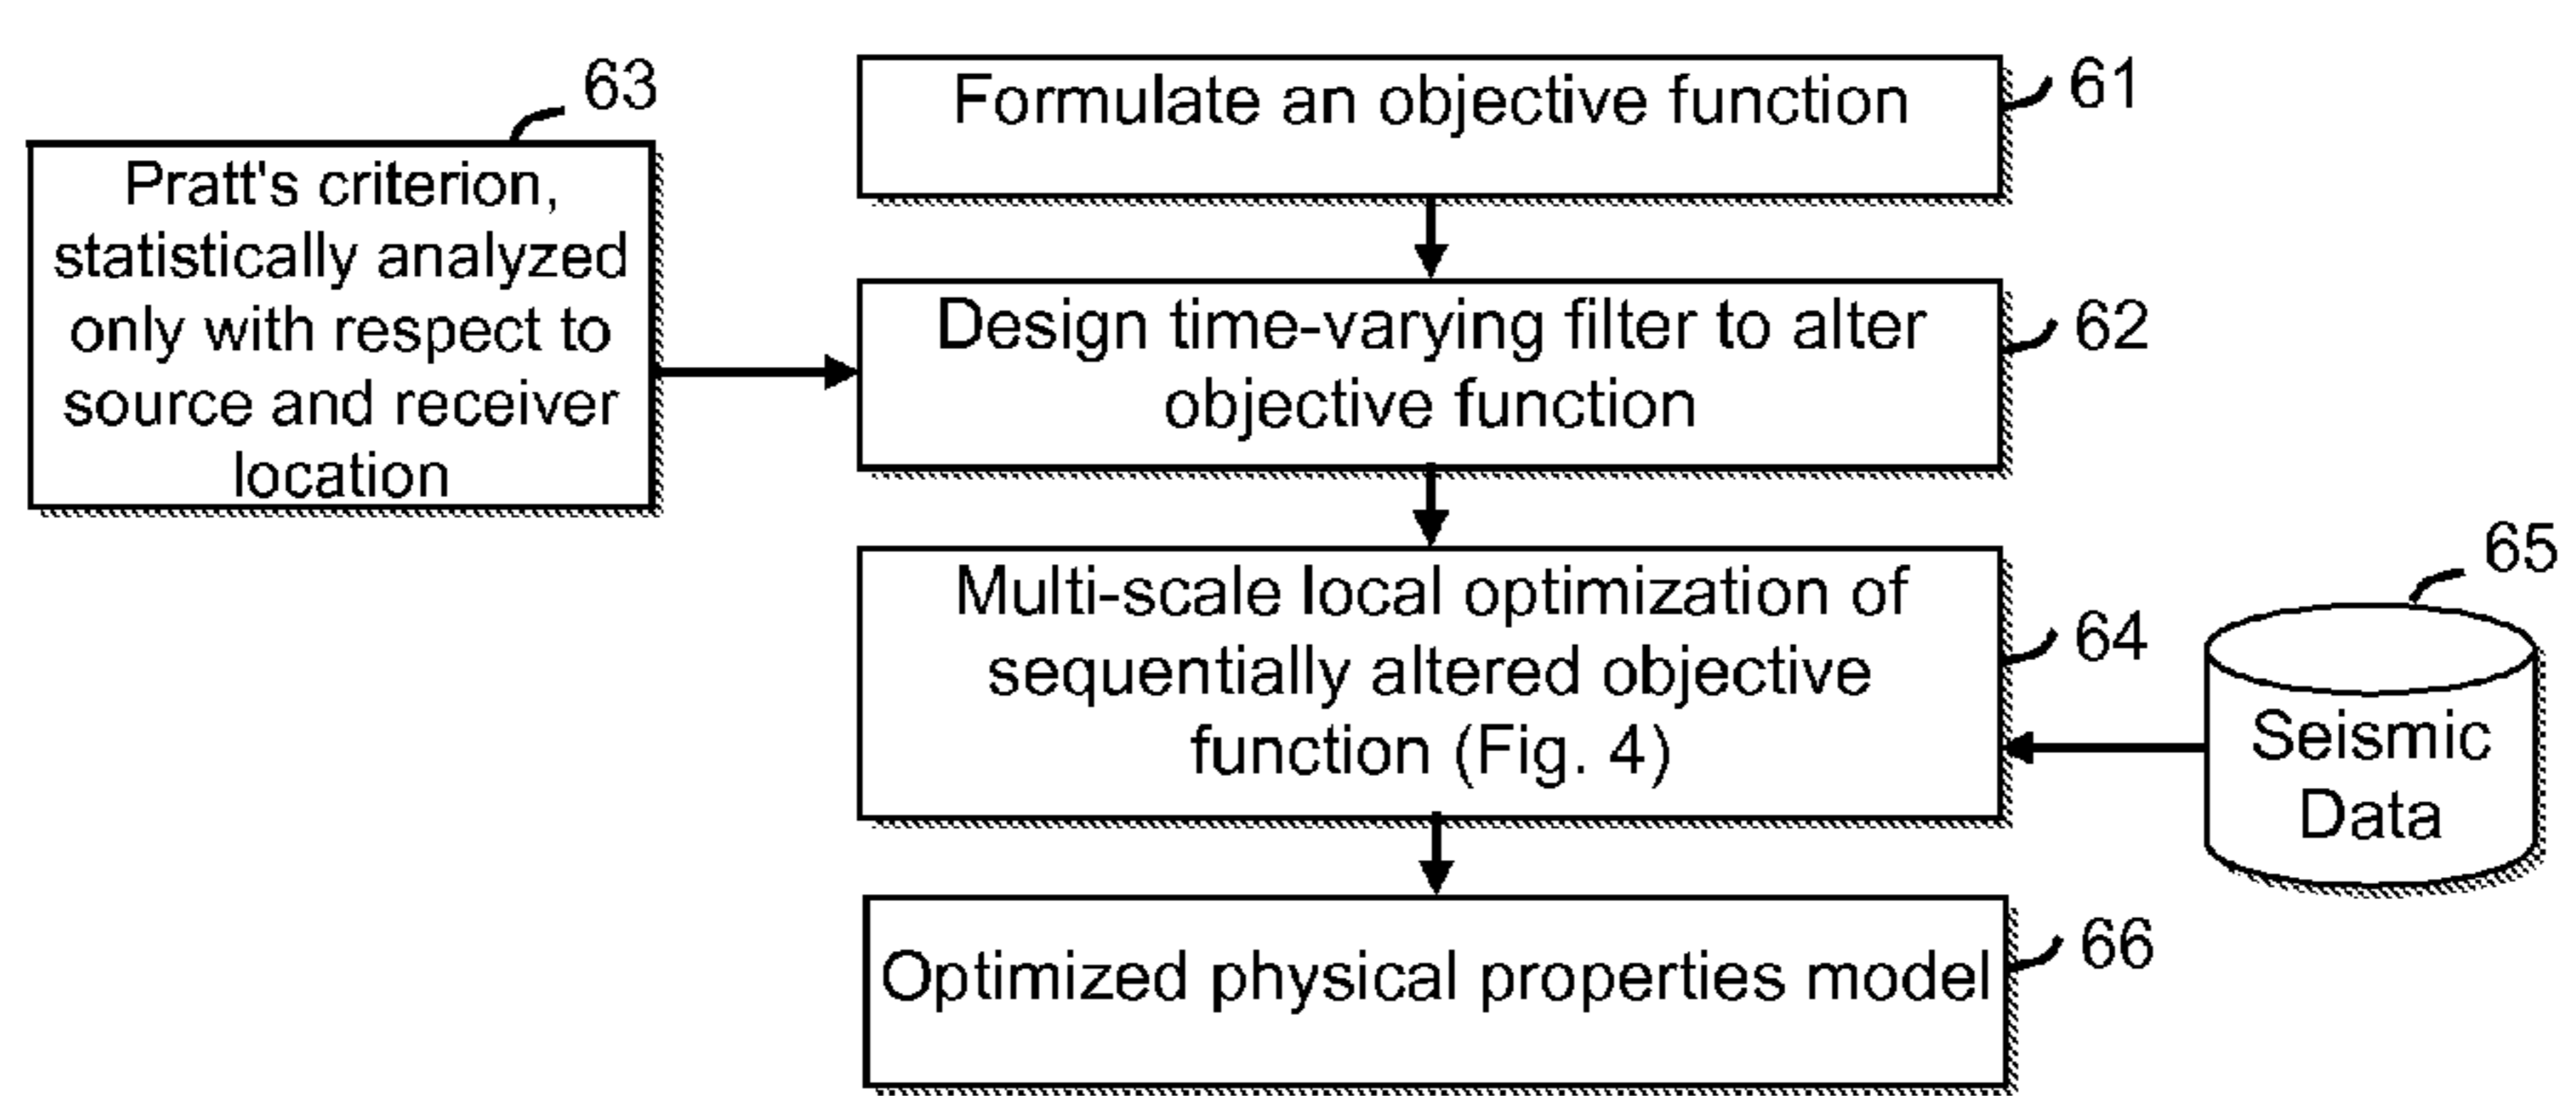 63
Pratt's criterion,
statistically analyzed
only with respect to
source and receiver
location
Formulate an objective function
61
Design time-varying filter to alter
objective function
62
Multi-scale local optimization of
sequentially altered objective
function (Fig. 4)
64
65
Seismic
Data
Optimized physical properties model
66